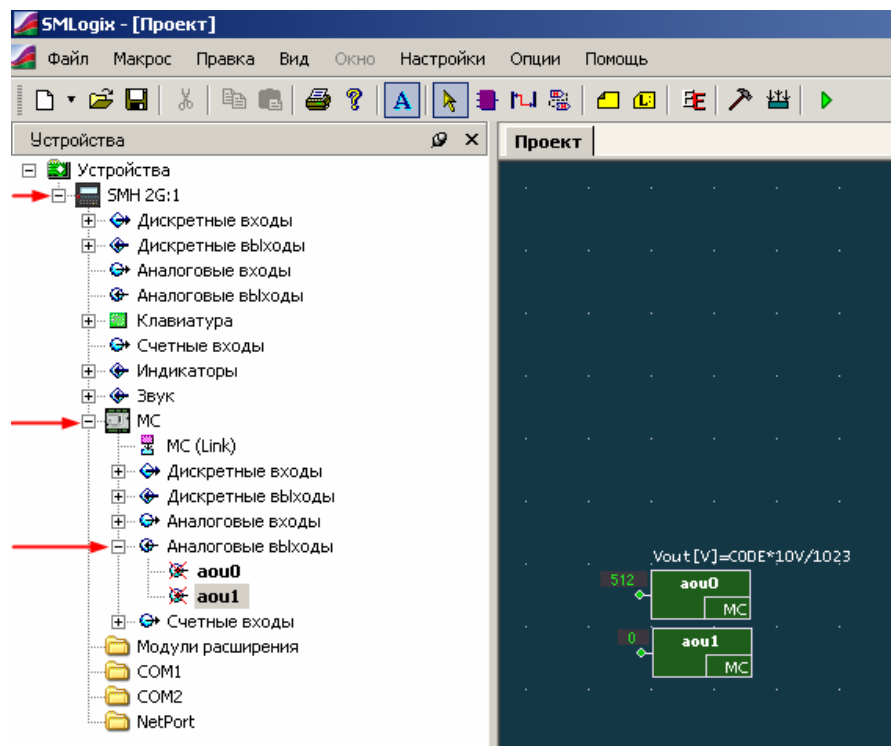 SMLogix - [Проект]
Файл Макрос Правка Вид Окно Настройки Опции Помощь
Устройства
Проект
Устройства
SMH 2G:1
Дискретные входы
Дискретные выходы
Аналоговые входы
Аналоговые выходы
Клавиатура
Счетные входы
Индикаторы
Звук
MC
MC (Link)
Дискретные входы
Дискретные выходы
Аналоговые входы
Аналоговые выходы
aou0
aou1
Счетные входы
Модули расширения
COM1
COM2
NetPort
Vout[V]=CODE*10V/1023
512 aou0
MC
0 aou1
MC